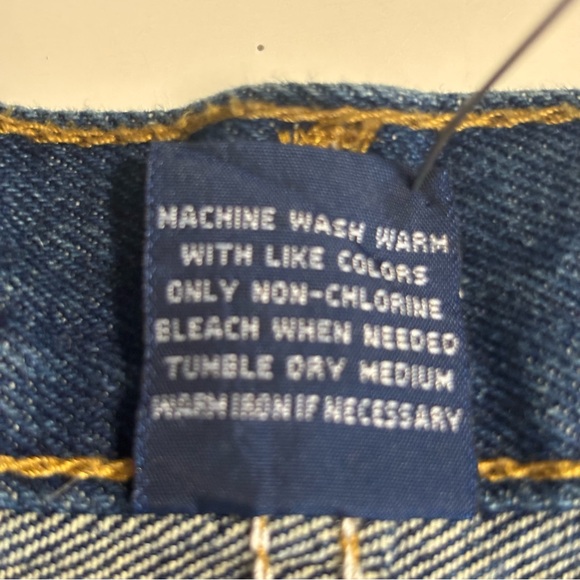 MACHINE WASH WARM
WITH LIKE COLORS
ONLY NON-CHLORINE
BLEACH WHEN NEEDED
TUMBLE DRY MEDIUM
WARM IRON IF NECESSARY